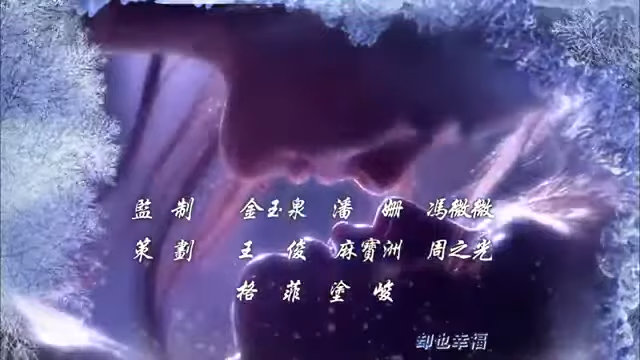 監 制 金玉泉 潘 姗 馮微微
策 劃 王 俊 麻寶洲 周之光
格 菲 塗 峻
却也幸福